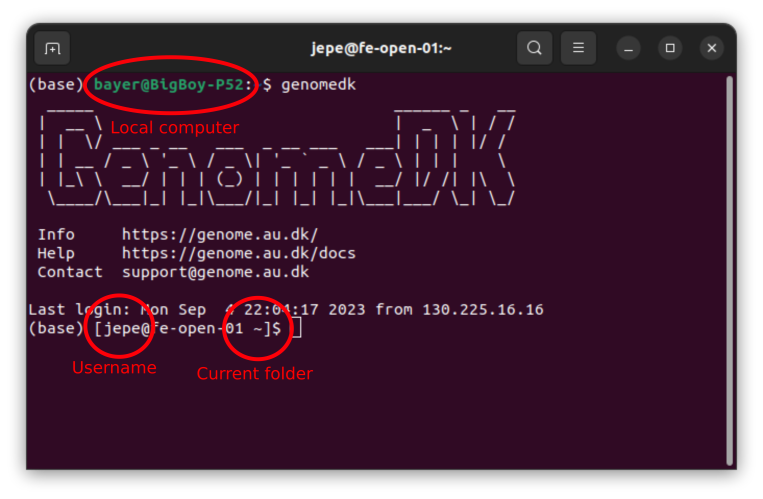 jepe@fe-open-01:~
(base) bayer@BigBoy-P52:~$ genomedk
Local computer
GenomeDK
Info https://genome.au.dk/
Help https://genome.au.dk/docs
Contact support@genome.au.dk
Last login: Mon Sep 4 22:04:17 2023 from 130.225.16.16
(base) [jepe@fe-open-01 ~]$
Username
Current folder